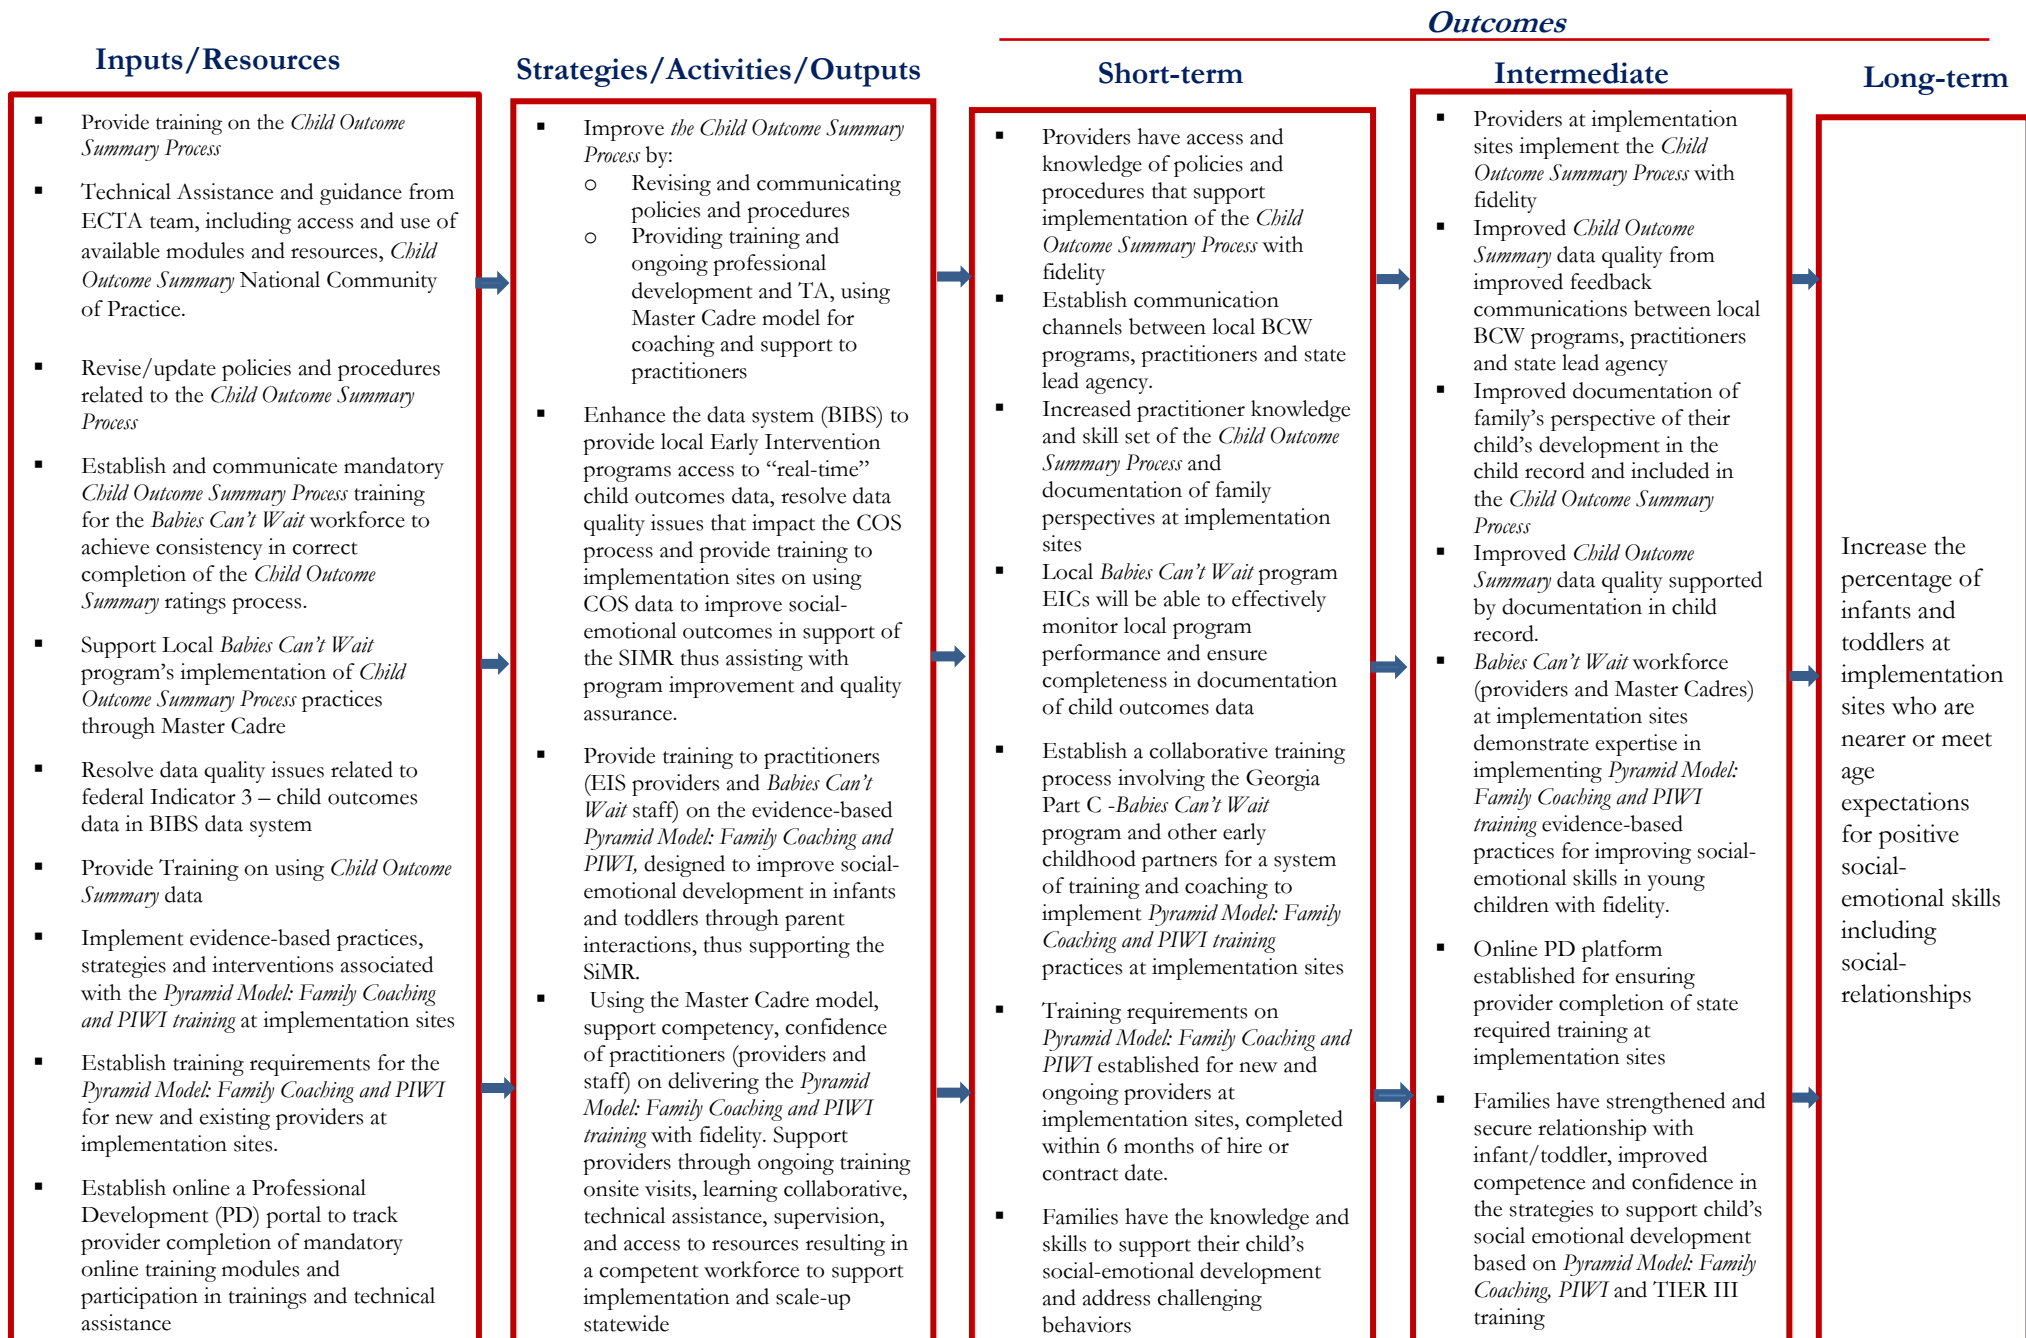 Outcomes
Inputs/Resources
▪ Provide training on the Child Outcome
Summary Process
▪ Technical Assistance and guidance from
ECTA team, including access and use of
available modules and resources, Child
Outcome Summary National Community
of Practice.
▪ Revise/update policies and procedures
related to the Child Outcome Summary
Process
▪ Establish and communicate mandatory
Child Outcome Summary Process training
for the Babies Can’t Wait workforce to
achieve consistency in correct
completion of the Child Outcome
Summary ratings process.
▪ Support Local Babies Can’t Wait
program’s implementation of Child
Outcome Summary Process practices
through Master Cadre
▪ Resolve data quality issues related to
federal Indicator 3 – child outcomes
data in BIBS data system
▪ Provide Training on using Child Outcome
Summary data
▪ Implement evidence-based practices,
strategies and interventions associated
with the Pyramid Model: Family Coaching
and PIWI training at implementation sites
▪ Establish training requirements for the
Pyramid Model: Family Coaching and PIWI
for new and existing providers at
implementation sites.
▪ Establish online a Professional
Development (PD) portal to track
provider completion of mandatory
online training modules and
participation in trainings and technical
assistance
Strategies/Activities/Outputs
▪ Improve the Child Outcome Summary
Process by:
o Revising and communicating
policies and procedures
o Providing training and
ongoing professional
development and TA, using
Master Cadre model for
coaching and support to
practitioners
▪ Enhance the data system (BIBS) to
provide local Early Intervention
programs access to “real-time”
child outcomes data, resolve data
quality issues that impact the COS
process and provide training to
implementation sites on using
COS data to improve social-
emotional outcomes in support of
the SIMR thus assisting with
program improvement and quality
assurance.
▪ Provide training to practitioners
(EIS providers and Babies Can’t
Wait staff) on the evidence-based
Pyramid Model: Family Coaching and
PIWI, designed to improve social-
emotional development in infants
and toddlers through parent
interactions, thus supporting the
SiMR.
▪ Using the Master Cadre model,
support competency, confidence
of practitioners (providers and
staff) on delivering the Pyramid
Model: Family Coaching and PIWI
training with fidelity. Support
providers through ongoing training
onsite visits, learning collaborative,
technical assistance, supervision,
and access to resources resulting in
a competent workforce to support
implementation and scale-up
statewide
Short-term
▪ Providers have access and
knowledge of policies and
procedures that support
implementation of the Child
Outcome Summary Process with
fidelity
▪ Establish communication
channels between local BCW
programs, practitioners and state
lead agency.
▪ Increased practitioner knowledge
and skill set of the Child Outcome
Summary Process and
documentation of family
perspectives at implementation
sites
▪ Local Babies Can’t Wait program
EICs will be able to effectively
monitor local program
performance and ensure
completeness in documentation
of child outcomes data
▪ Establish a collaborative training
process involving the Georgia
Part C -Babies Can’t Wait
program and other early
childhood partners for a system
of training and coaching to
implement Pyramid Model: Family
Coaching and PIWI training
practices at implementation sites
▪ Training requirements on
Pyramid Model: Family Coaching and
PIWI established for new and
ongoing providers at
implementation sites, completed
within 6 months of hire or
contract date.
▪ Families have the knowledge and
skills to support their child’s
social-emotional development
and address challenging
behaviors
Intermediate
▪ Providers at implementation
sites implement the Child
Outcome Summary Process with
fidelity
▪ Improved Child Outcome
Summary data quality from
improved feedback
communications between local
BCW programs, practitioners
and state lead agency
▪ Improved documentation of
family’s perspective of their
child’s development in the
child record and included in
the Child Outcome Summary
Process
▪ Improved Child Outcome
Summary data quality supported
by documentation in child
record.
▪ Babies Can’t Wait workforce
(providers and Master Cadres)
at implementation sites
demonstrate expertise in
implementing Pyramid Model:
Family Coaching and PIWI
training evidence-based
practices for improving social-
emotional skills in young
children with fidelity.
▪ Online PD platform
established for ensuring
provider completion of state
required training at
implementation sites
▪ Families have strengthened and
secure relationship with
infant/toddler, improved
competence and confidence in
the strategies to support child’s
social emotional development
based on Pyramid Model: Family
Coaching, PIWI and TIER III
training
Long-term
Increase the
percentage of
infants and
toddlers at
implementation
sites who are
nearer or meet
age
expectations
for positive
social-
emotional skills
including
social-
relationships